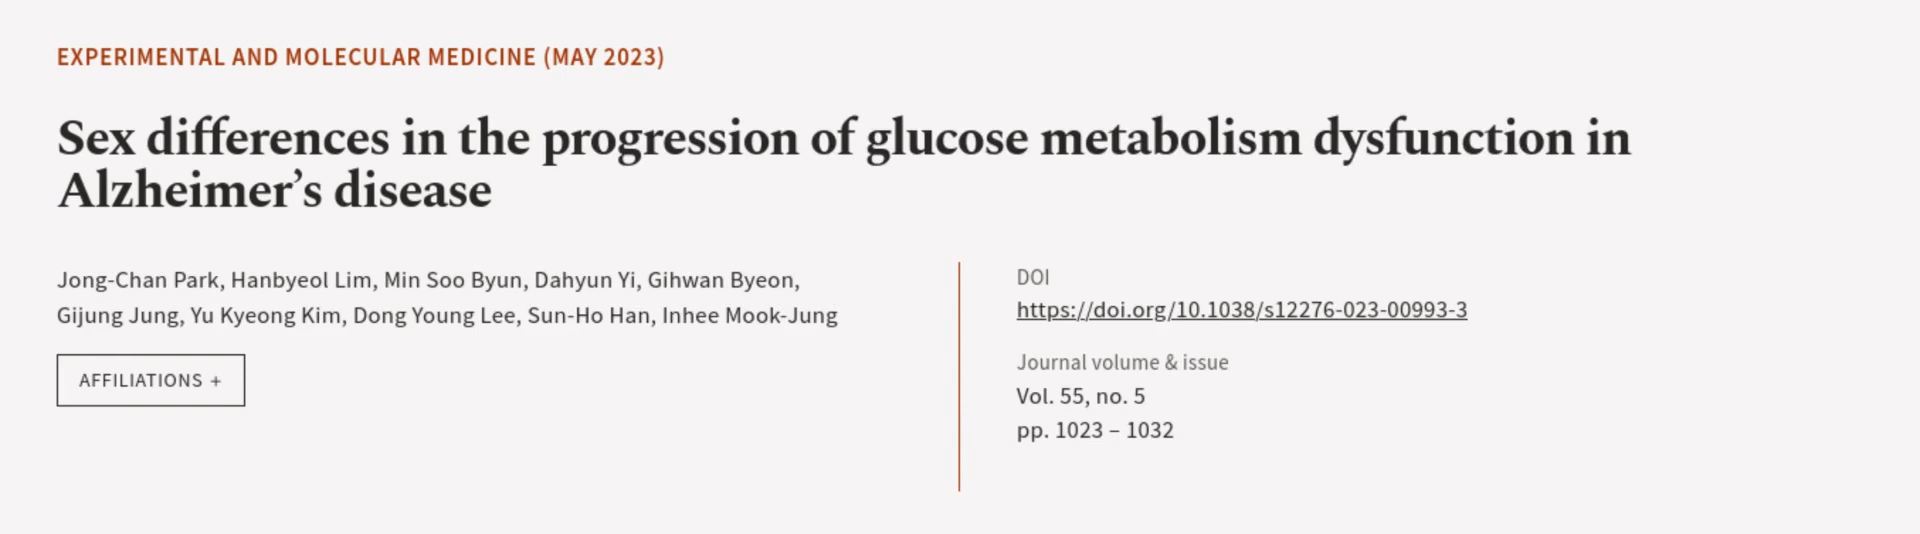 EXPERIMENTAL AND MOLECULAR MEDICINE (MAY 2023)
Sex differences in the progression of glucose metabolism dysfunction in
Alzheimer’s disease
Jong-Chan Park, Hanbyeol Lim, Min Soo Byun, Dahyun Yi, Gihwan Byeon,
Gijung Jung, Yu Kyeong Kim, Dong Young Lee, Sun-Ho Han, Inhee Mook-Jung
AFFILIATIONS +
DOI
https://doi.org/10.1038/s12276-023-00993-3
Journal volume & issue
Vol. 55, no. 5
pp. 1023 – 1032